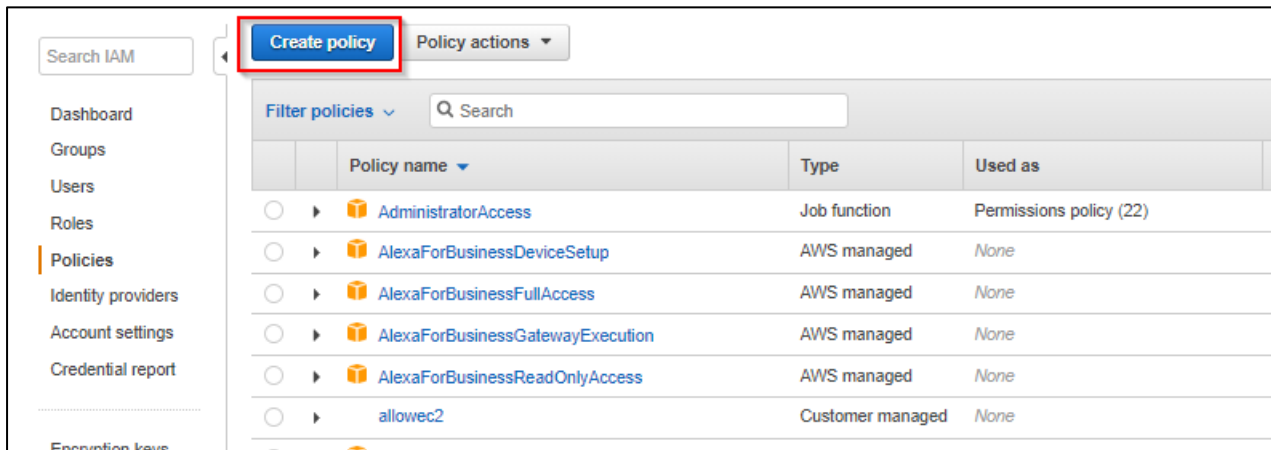 Search IAM
Create policy
Policy actions
Filter policies
Search
Dashboard
Groups
Users
Roles
Policies
Identity providers
Account settings
Credential report
Encryption keys
Policy name Type Used as
AdministratorAccess Job function Permissions policy (22)
AlexaForBusinessDeviceSetup AWS managed None
AlexaForBusinessFullAccess AWS managed None
AlexaForBusinessGatewayExecution AWS managed None
AlexaForBusinessReadOnlyAccess AWS managed None
allowec2 Customer managed None